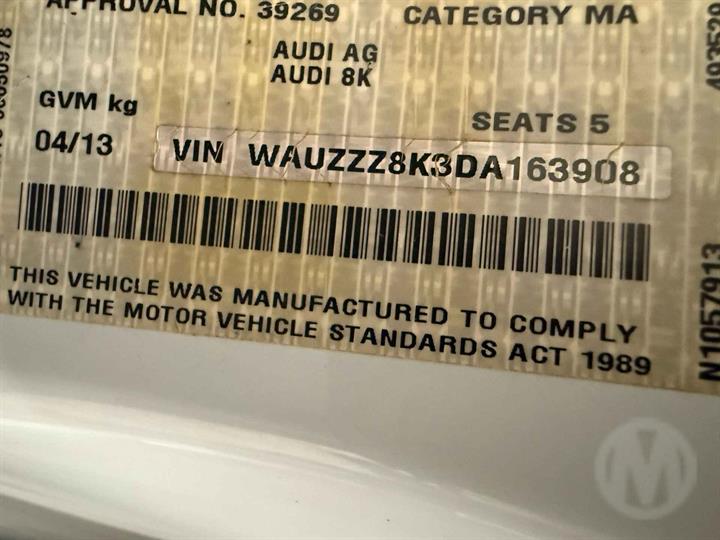 APPROVAL NO. 39269 CATEGORY MA
AUDI AG
AUDI 8K
GVM kg
SEATS 5
04/13 VIN WAUZZZ8K3DA163908
THIS VEHICLE WAS MANUFACTURED TO COMPLY
WITH THE MOTOR VEHICLE STANDARDS ACT 1989
N1057913
M